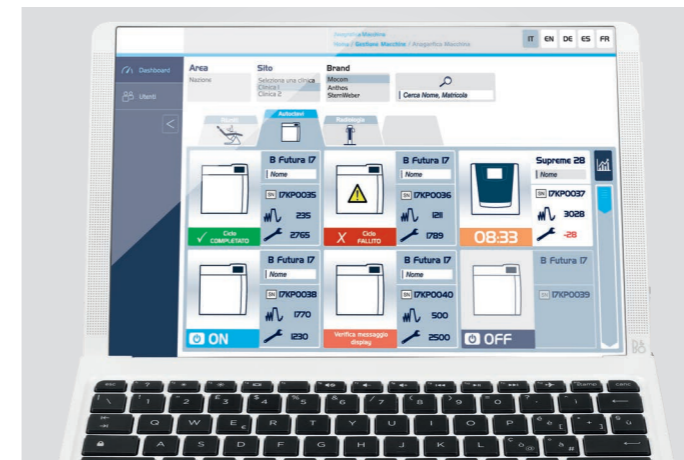 Anagrafica Macchine
Home / Gestione Macchine / Anagrafica Macchine
IT EN DE ES FR
Dashboard
Utenti
<
Area
Nazione
Sito
Seleziona una clinica
Clinica 1
Clinica 2
Brand
Mocom
Anthos
SternWeber
Cerca Nome, Matricola
Riuniti
Autoclavi
Radiologia
B Futura 17
Nome
SN 17KP0035
235
2765
Ciclo
COMPLETATO
B Futura 17
Nome
SN 17KP0036
1211
1789
X Ciclo
FALLITO
Supreme 28
Nome
SN 17KP0037
3028
-28
08:33
B Futura 17
Nome
SN 17KP0038
1770
1230
ON
B Futura 17
Nome
SN 17KP0040
500
2500
Verifica messaggio
display
B Futura 17
SN 17KP0039
OFF
esc
Q W E R T Y U I O P
A S D F G H J K L